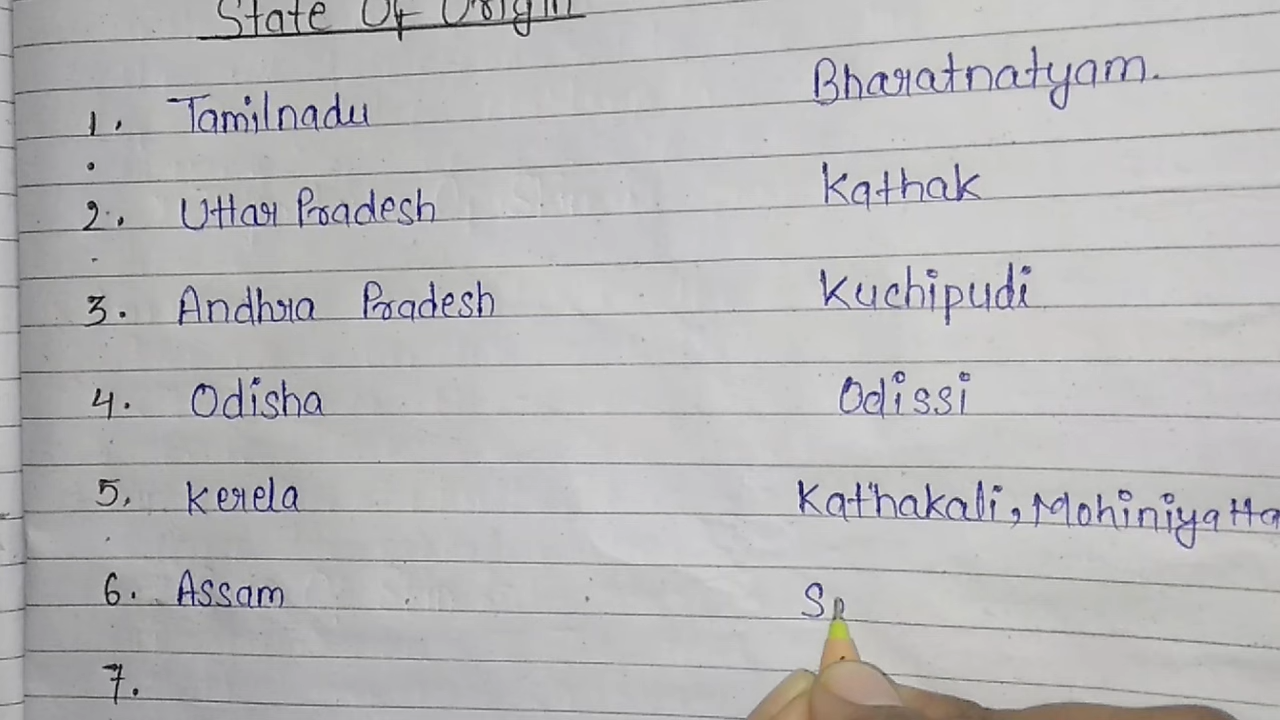 State Of Origin
1. Tamilnadu Bharatnatyam.
2. Uttar Pradesh Kathak
3. Andhra Pradesh Kuchipudi
4. Odisha Odissi
5. Kerela Kathakali, Mohiniyatta
6. Assam S
7.